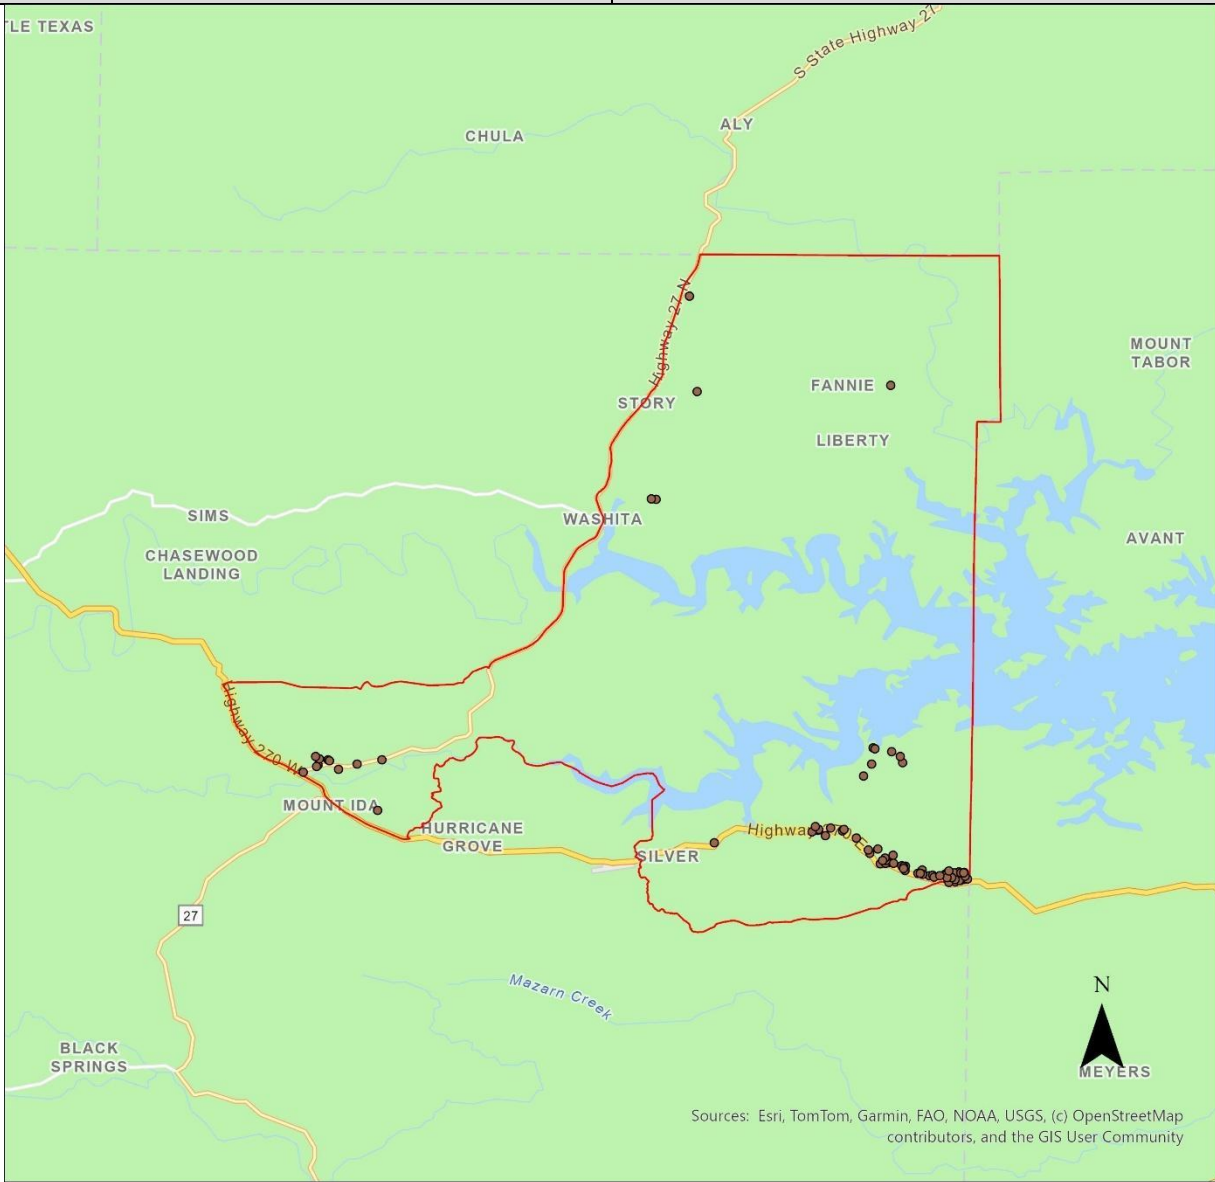 TLE TEXAS
S State Highway 27
ALY
CHULA
Highway 27 N
MOUNT
TABOR
FANNIE
STORY
LIBERTY
SIMS
WASHITA
AVANT
CHASEWOOD
LANDING
Highway 270 W
MOUNT IDA
HURRICANE
GROVE
Highway
SILVER
27
Mazarn Creek
N
BLACK
SPRINGS
MEYERS
Sources: Esri, TomTom, Garmin, FAO, NOAA, USGS, (c) OpenStreetMap
contributors, and the GIS User Community